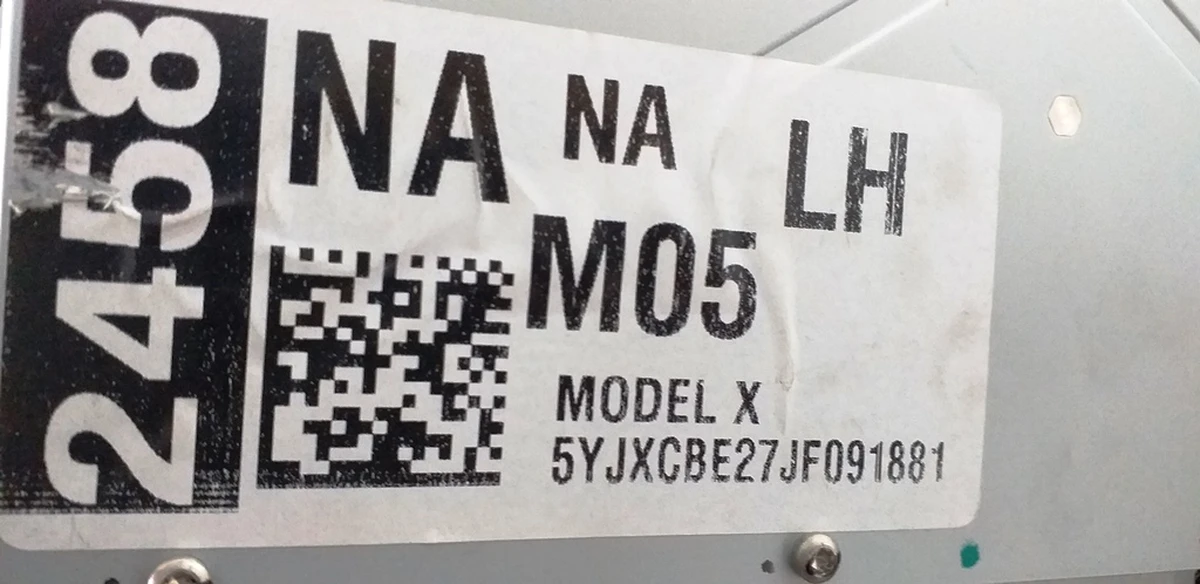 2458
NA
NA
LH
M05
MODEL X
5YJXCBE27JF091881